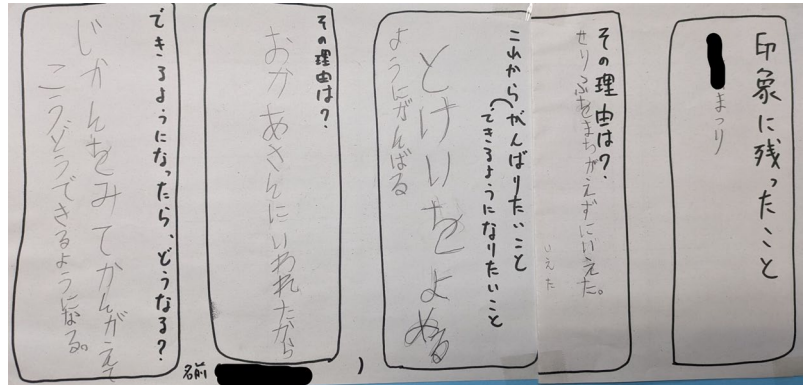 印象に残ったこと
まつり
その理由は?
せりふをまちがえずにいえた。
いえた
これからがんばりたいこと
(できるようになりたいこと
とけいをよめる
ようにがんばる
その理由は?
おかあさんにいわれたから
できるようになったら、どうなる?
じかんをみてかんがえて
こうどうできるようになる。
名前
)